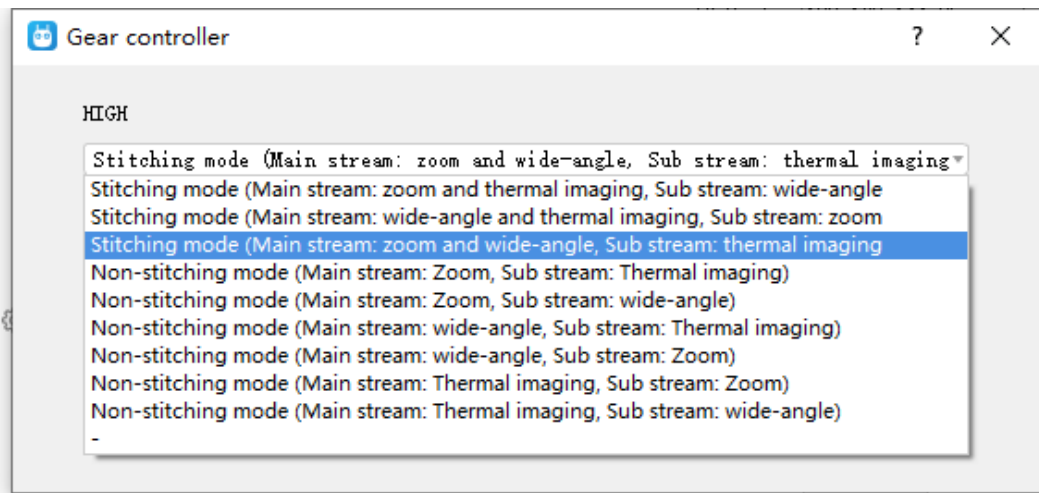 Gear controller
?
HIGH
Stitching mode (Main stream: zoom and wide-angle, Sub stream: thermal imaging
Stitching mode (Main stream: zoom and thermal imaging, Sub stream: wide-angle
Stitching mode (Main stream: wide-angle and thermal imaging, Sub stream: zoom
Stitching mode (Main stream: zoom and wide-angle, Sub stream: thermal imaging
Non-stitching mode (Main stream: Zoom, Sub stream: Thermal imaging)
Non-stitching mode (Main stream: Zoom, Sub stream: wide-angle)
Non-stitching mode (Main stream: wide-angle, Sub stream: Thermal imaging)
Non-stitching mode (Main stream: wide-angle, Sub stream: Zoom)
Non-stitching mode (Main stream: Thermal imaging, Sub stream: Zoom)
Non-stitching mode (Main stream: Thermal imaging, Sub stream: wide-angle)
-